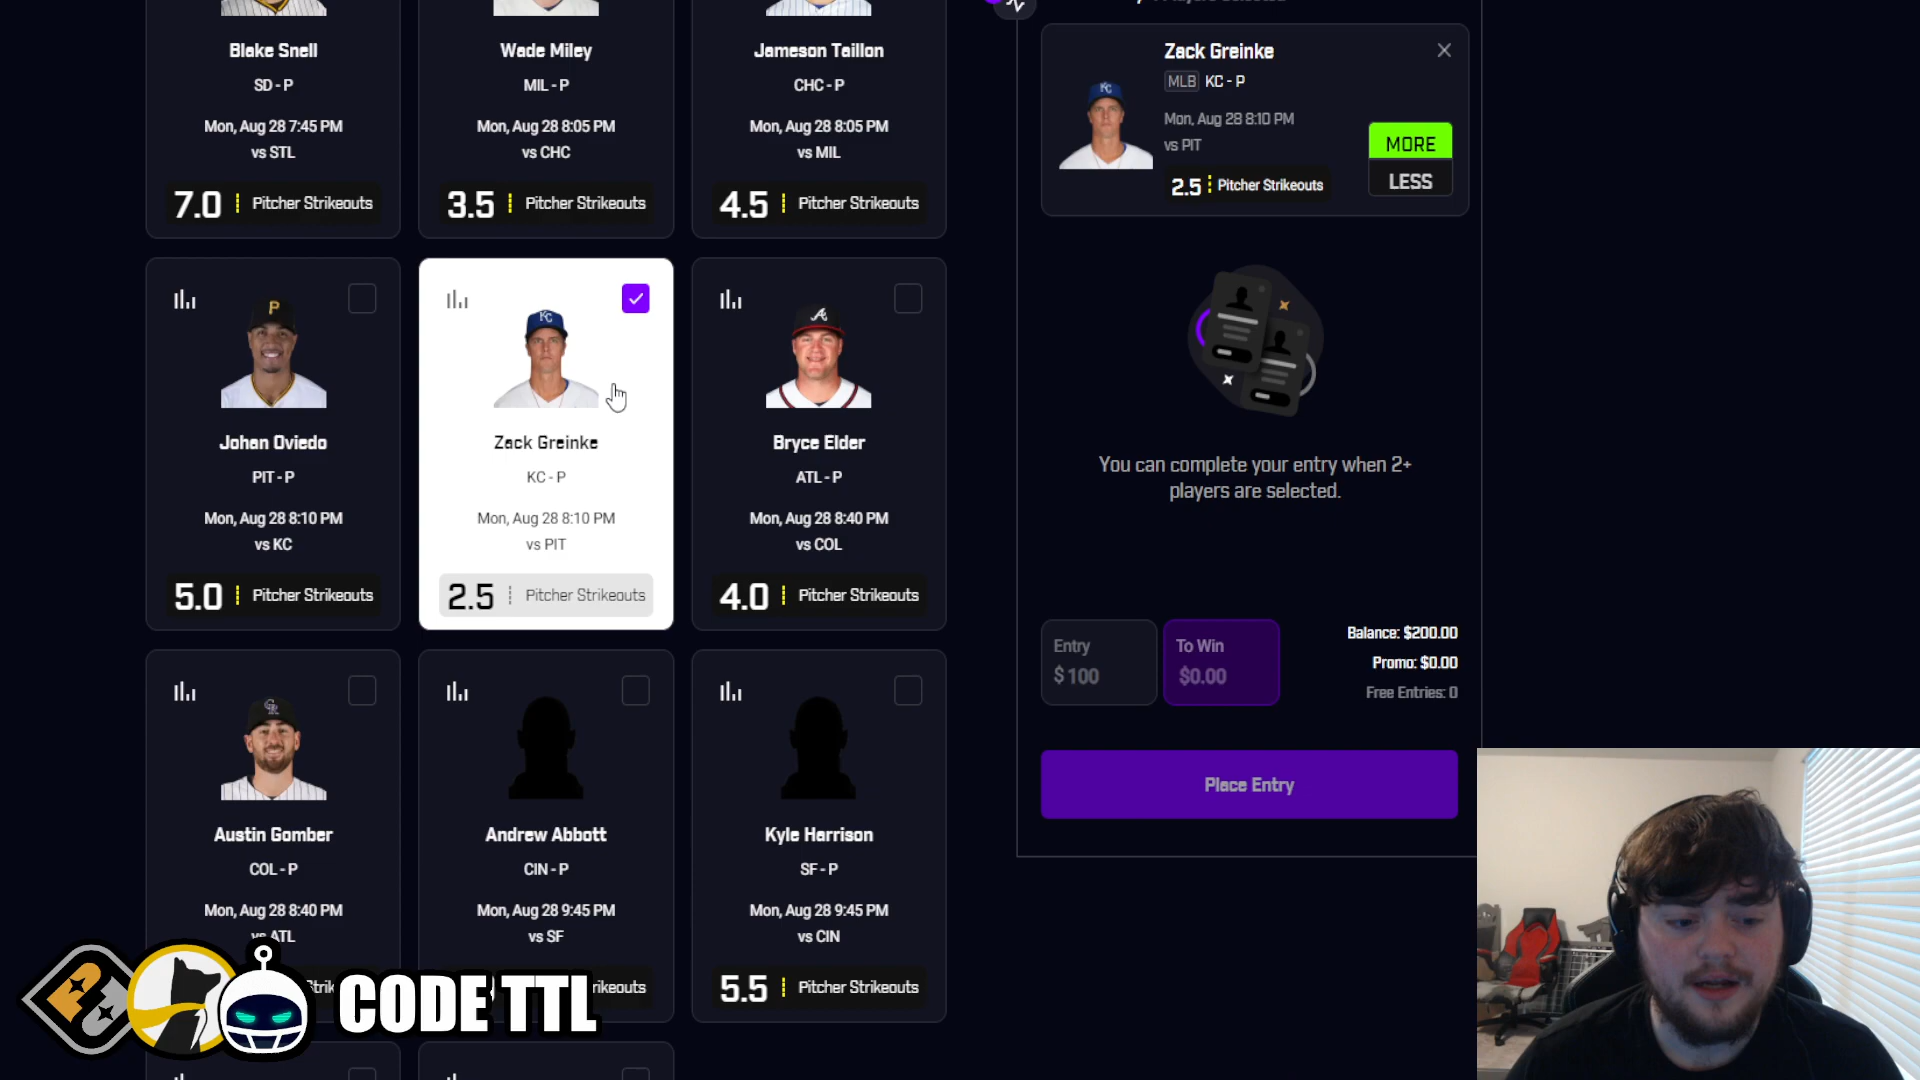 Blake Snell
SD - P
Mon, Aug 28 7:45 PM
vs STL
7.0 Pitcher Strikeouts
Wade Miley
MIL - P
Mon, Aug 28 8:05 PM
vs CHC
3.5 Pitcher Strikeouts
Jameson Taillon
CHC - P
Mon, Aug 28 8:05 PM
vs MIL
4.5 Pitcher Strikeouts
Johan Oviedo
PIT - P
Mon, Aug 28 8:10 PM
vs KC
5.0 Pitcher Strikeouts
Zack Greinke
KC - P
Mon, Aug 28 8:10 PM
vs PIT
2.5 Pitcher Strikeouts
Bryce Elder
ATL - P
Mon, Aug 28 8:40 PM
vs COL
4.0 Pitcher Strikeouts
Austin Gomber
COL - P
Mon, Aug 28 8:40 PM
vs ATL
Andrew Abbott
CIN - P
Mon, Aug 28 9:45 PM
vs SF
Kyle Harrison
SF - P
Mon, Aug 28 9:45 PM
vs CIN
5.5 Pitcher Strikeouts
CODE TTL
Zack Greinke
MLB KC - P
Mon, Aug 28 8:10 PM
vs PIT
2.5 Pitcher Strikeouts
MORE
LESS
You can complete your entry when 2+
players are selected.
Entry
$ 100
To Win
$0.00
Balance: $200.00
Promo: $0.00
Free Entries: 0
Place Entry